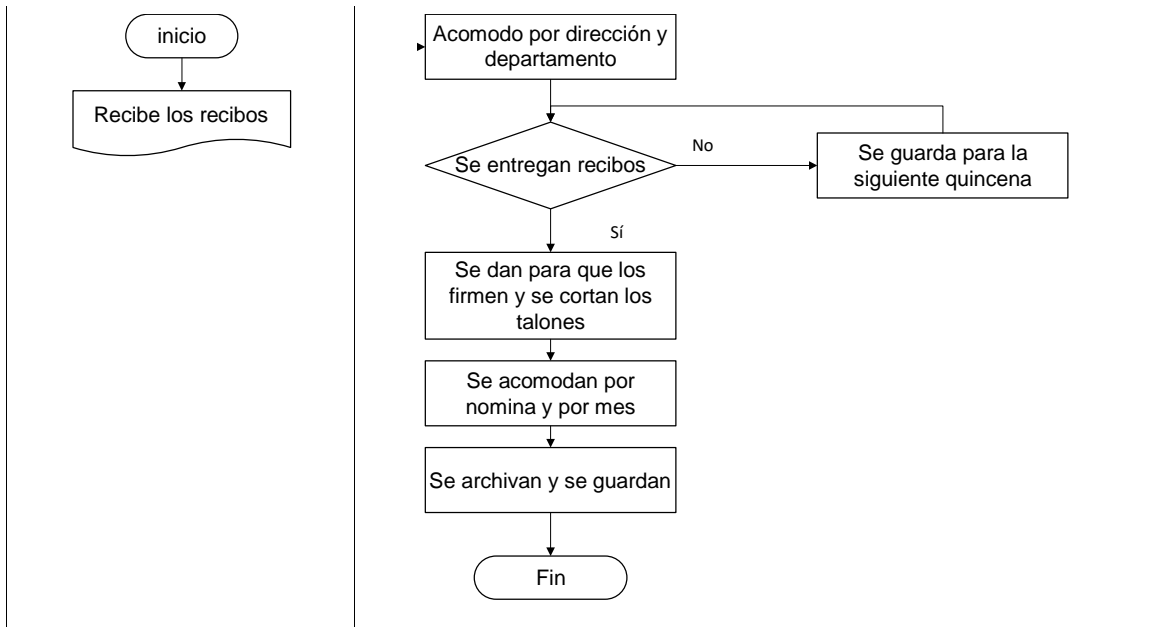 inicio
Recibe los recibos
Acomodo por dirección y
departamento
Se entregan recibos
No
Se guarda para la
siguiente quincena
Sí
Se dan para que los
firmen y se cortan los
talones
Se acomodan por
nomina y por mes
Se archivan y se guardan
Fin